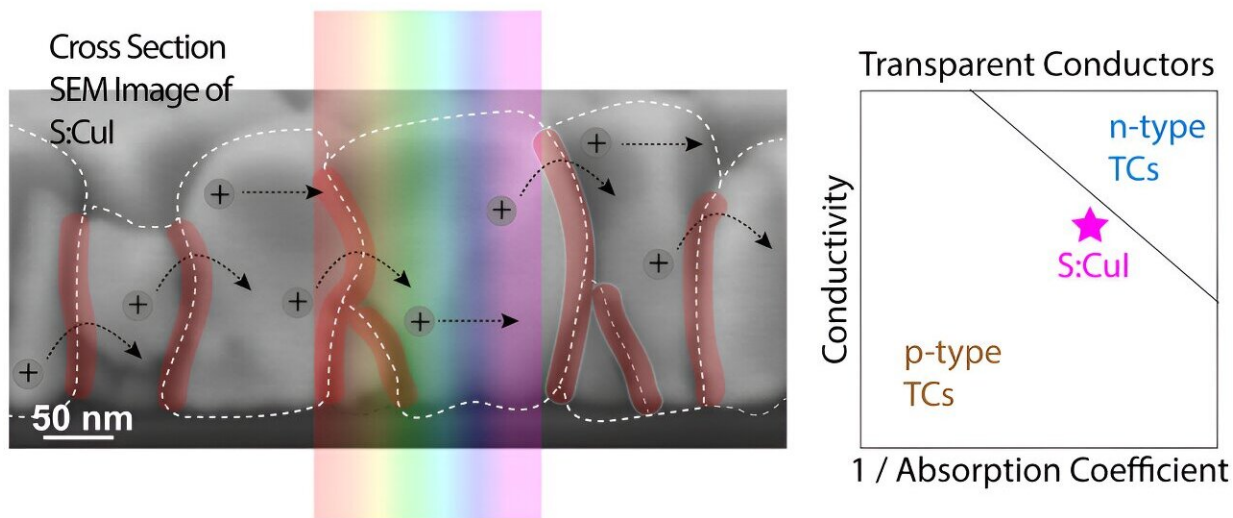 Cross Section
SEM Image of
S:CuI
+
+
+
+
+
+
+
+
50 nm
Transparent Conductors
n-type
TCs
S:CuI
p-type
TCs
Conductivity
1 / Absorption Coefficient